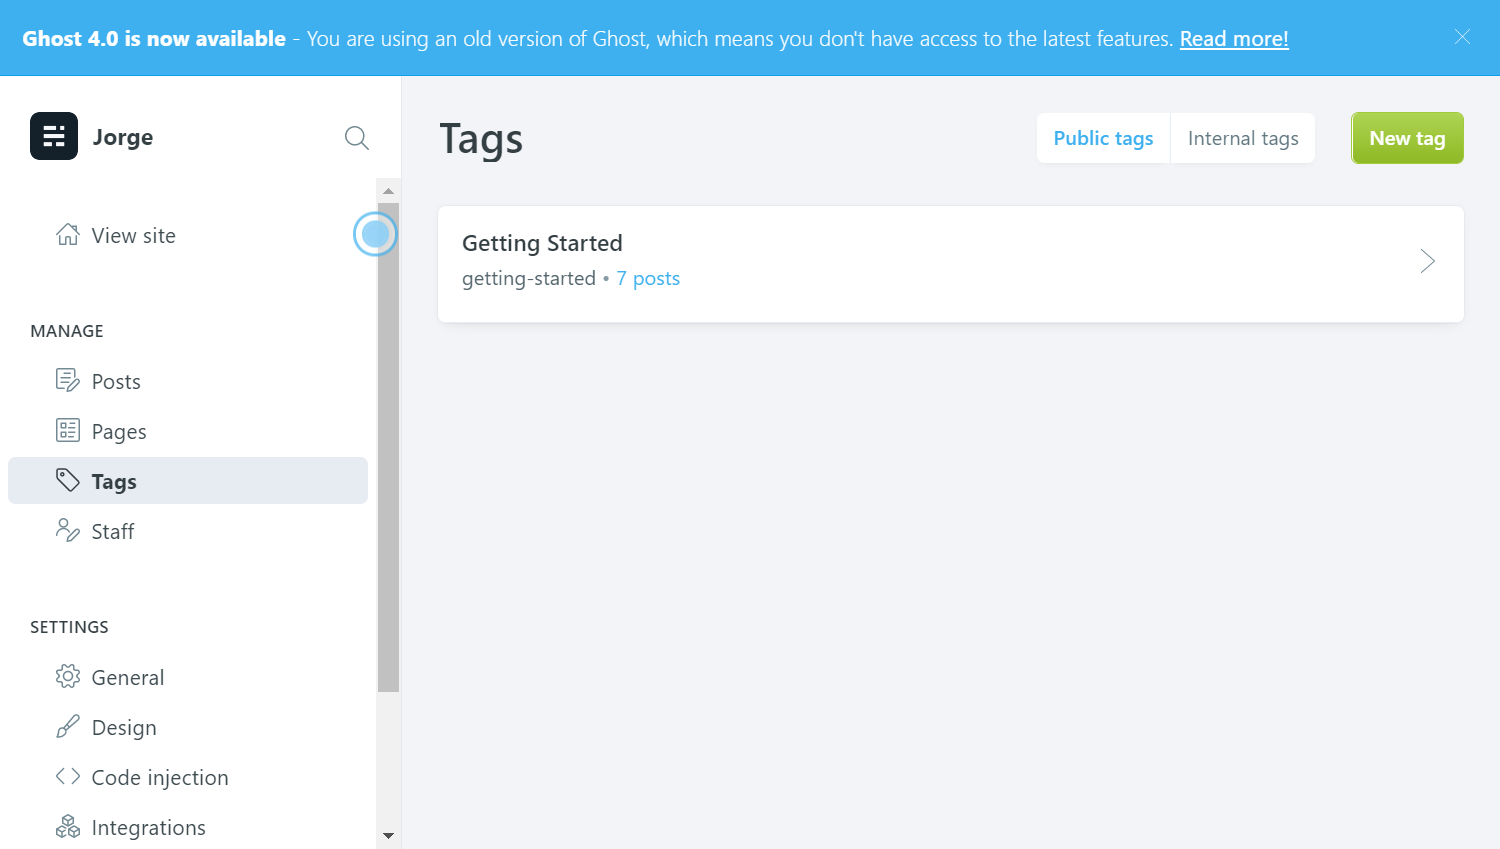 Ghost 4.0 is now available - You are using an old version of Ghost, which means you don't have access to the latest features. Read more!
Jorge
View site
MANAGE
Posts
Pages
Tags
Staff
SETTINGS
General
Design
Code injection
Integrations
Tags
Public tags
Internal tags
New tag
Getting Started
getting-started • 7 posts